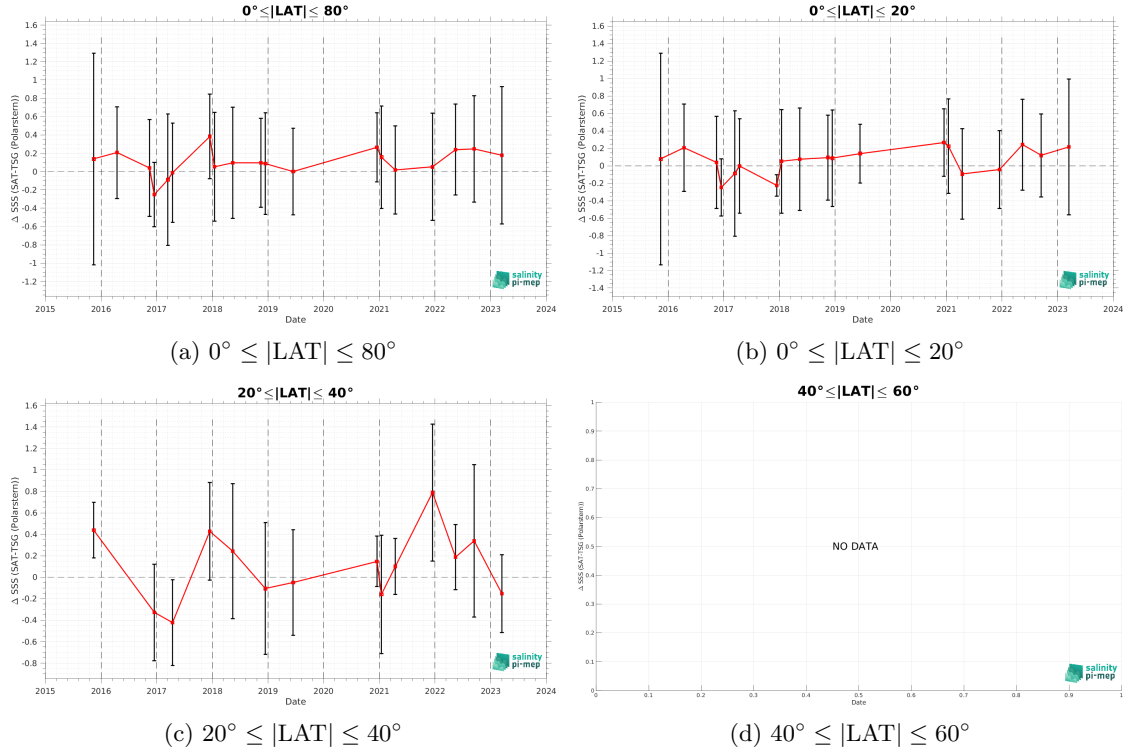 0°≤|LAT|≤ 80°
Δ SSS (SAT-TSG (Polarstern))
1.6
1.4
1.2
1
0.8
0.6
0.4
0.2
0
-0.2
-0.4
-0.6
-0.8
-1
-1.2
2015 2016 2017 2018 2019 2020 2021 2022 2023 2024
Date
salinity
pi-mep
(a) 0° ≤ |LAT| ≤ 80°
0°≤|LAT|≤ 20°
Δ SSS (SAT-TSG (Polarstern))
1.6
1.4
1.2
1
0.8
0.6
0.4
0.2
0
-0.2
-0.4
-0.6
-0.8
-1
-1.2
-1.4
2015 2016 2017 2018 2019 2020 2021 2022 2023 2024
Date
salinity
pi-mep
(b) 0° ≤ |LAT| ≤ 20°
20°≤|LAT|≤ 40°
Δ SSS (SAT-TSG (Polarstern))
1.6
1.4
1.2
1
0.8
0.6
0.4
0.2
0
-0.2
-0.4
-0.6
-0.8
2015 2016 2017 2018 2019 2020 2021 2022 2023 2024
Date
salinity
pi-mep
(c) 20° ≤ |LAT| ≤ 40°
40°≤|LAT|≤ 60°
Δ SSS (SAT-TSG (Polarstern))
1
0.9
0.8
0.7
0.6
0.5
0.4
0.3
0.2
0.1
0
NO DATA
0 0.1 0.2 0.3 0.4 0.5 0.6 0.7 0.8 0.9 1
Date
salinity
pi-mep
(d) 40° ≤ |LAT| ≤ 60°